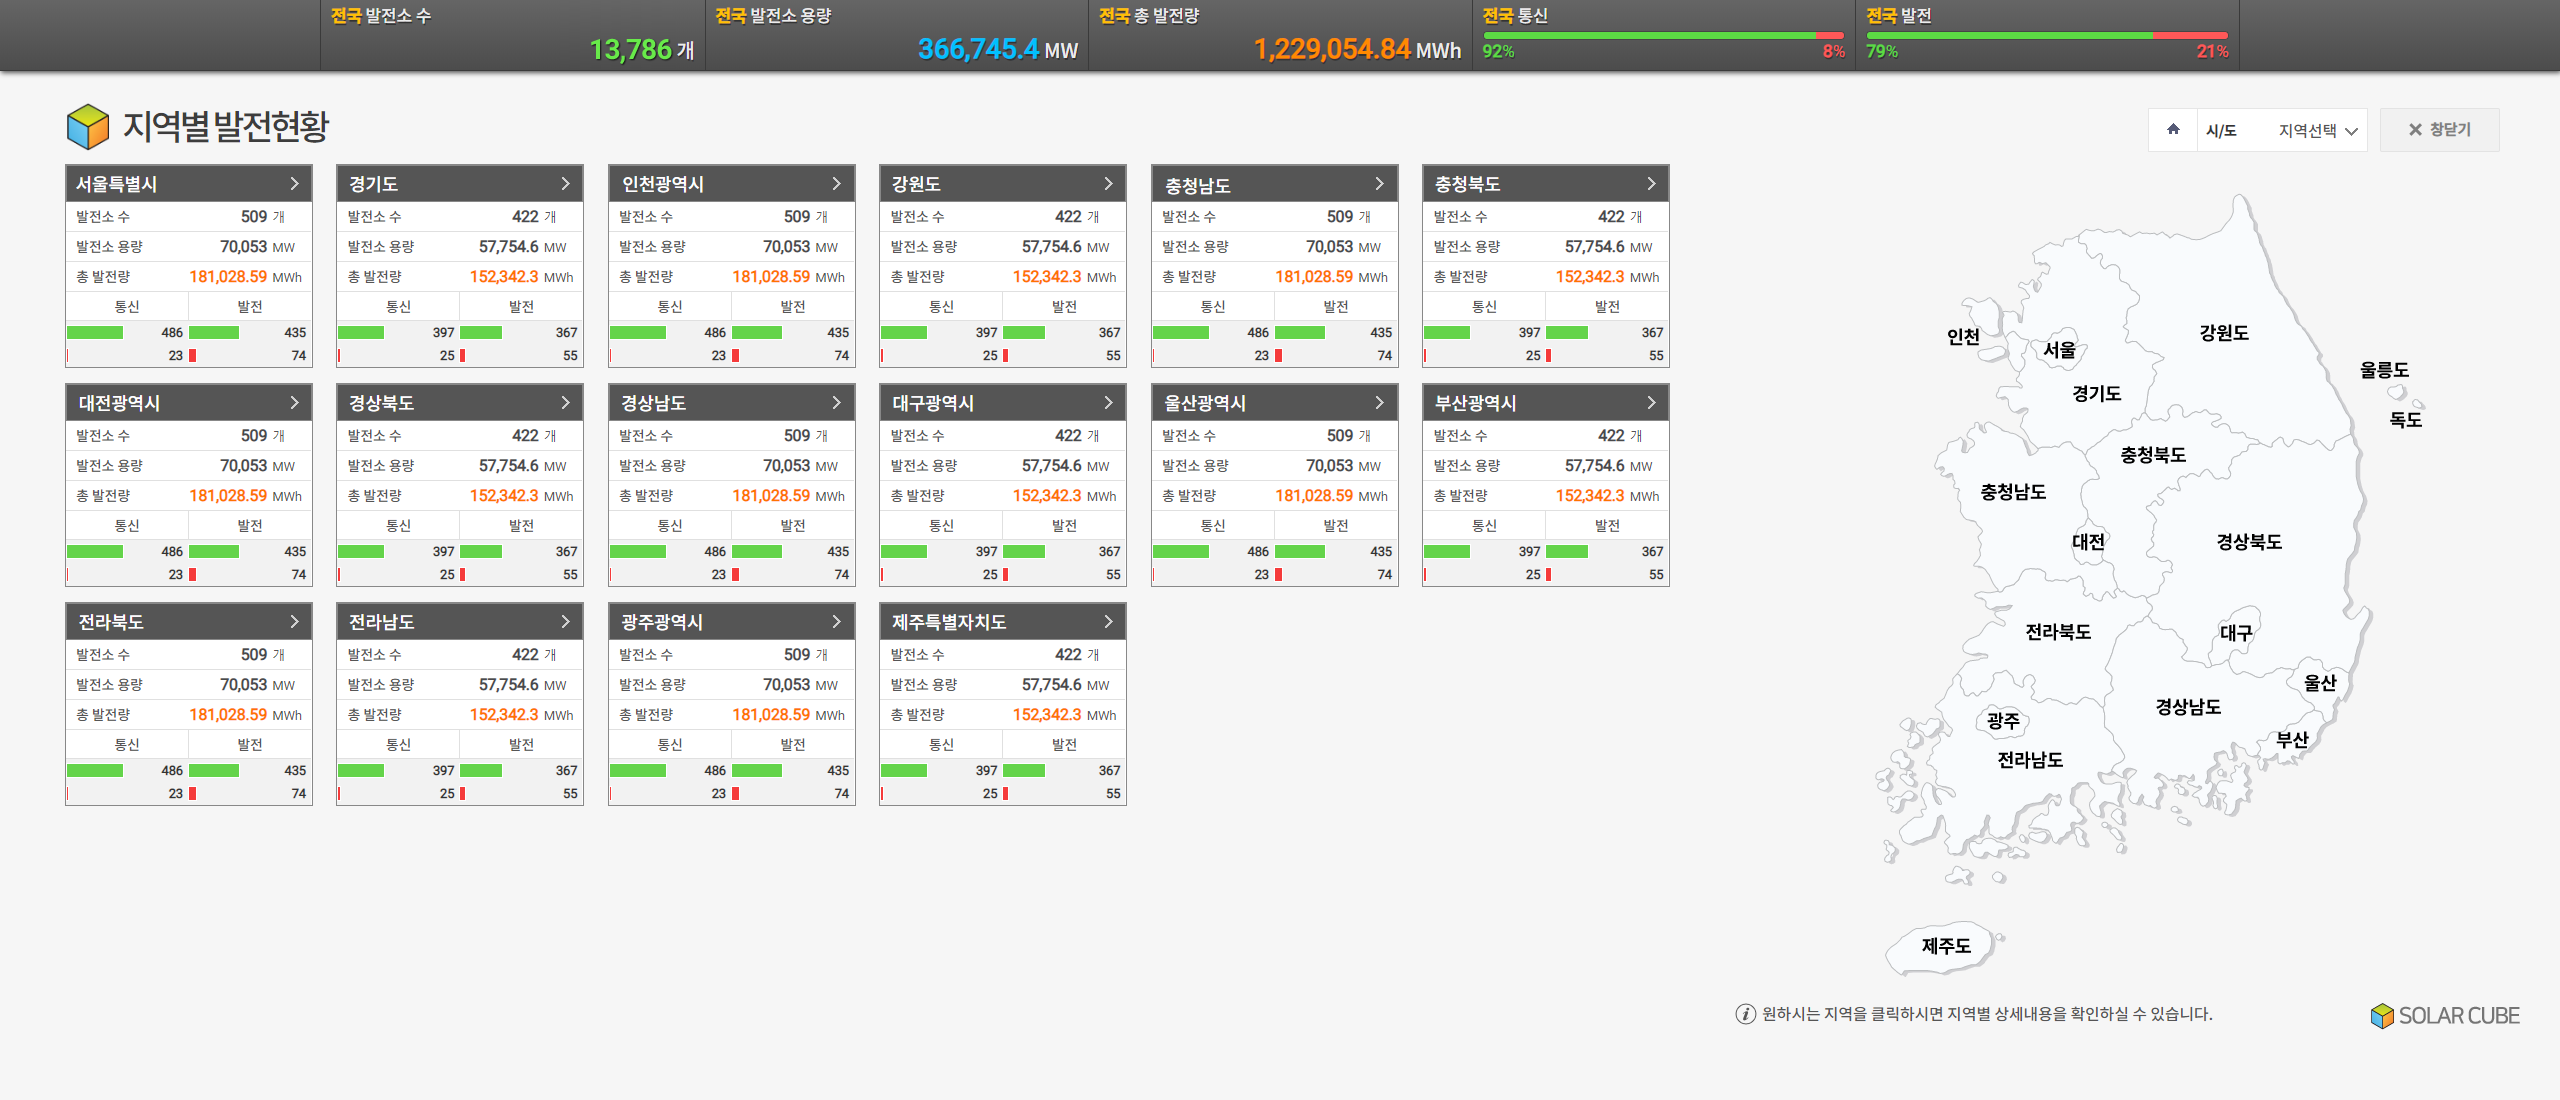 전국 발전소 수
13,786 개
전국 발전소 용량
366,745.4 MW
전국 총 발전량
1,229,054.84 MWh
전국 통신
92% 8%
전국 발전
79% 21%
지역별 발전현황
시/도 지역선택
창닫기
서울특별시
발전소 수 509 개
발전소 용량 70,053 MW
총 발전량 181,028.59 MWh
통신 발전
486 435
23 74
경기도
발전소 수 422 개
발전소 용량 57,754.6 MW
총 발전량 152,342.3 MWh
통신 발전
397 367
25 55
인천광역시
발전소 수 509 개
발전소 용량 70,053 MW
총 발전량 181,028.59 MWh
통신 발전
486 435
23 74
강원도
발전소 수 422 개
발전소 용량 57,754.6 MW
총 발전량 152,342.3 MWh
통신 발전
397 367
25 55
충청남도
발전소 수 509 개
발전소 용량 70,053 MW
총 발전량 181,028.59 MWh
통신 발전
486 435
23 74
충청북도
발전소 수 422 개
발전소 용량 57,754.6 MW
총 발전량 152,342.3 MWh
통신 발전
397 367
25 55
대전광역시
발전소 수 509 개
발전소 용량 70,053 MW
총 발전량 181,028.59 MWh
통신 발전
486 435
23 74
경상북도
발전소 수 422 개
발전소 용량 57,754.6 MW
총 발전량 152,342.3 MWh
통신 발전
397 367
25 55
경상남도
발전소 수 509 개
발전소 용량 70,053 MW
총 발전량 181,028.59 MWh
통신 발전
486 435
23 74
대구광역시
발전소 수 422 개
발전소 용량 57,754.6 MW
총 발전량 152,342.3 MWh
통신 발전
397 367
25 55
울산광역시
발전소 수 509 개
발전소 용량 70,053 MW
총 발전량 181,028.59 MWh
통신 발전
486 435
23 74
부산광역시
발전소 수 422 개
발전소 용량 57,754.6 MW
총 발전량 152,342.3 MWh
통신 발전
397 367
25 55
전라북도
발전소 수 509 개
발전소 용량 70,053 MW
총 발전량 181,028.59 MWh
통신 발전
486 435
23 74
전라남도
발전소 수 422 개
발전소 용량 57,754.6 MW
총 발전량 152,342.3 MWh
통신 발전
397 367
25 55
광주광역시
발전소 수 509 개
발전소 용량 70,053 MW
총 발전량 181,028.59 MWh
통신 발전
486 435
23 74
제주특별자치도
발전소 수 422 개
발전소 용량 57,754.6 MW
총 발전량 152,342.3 MWh
통신 발전
397 367
25 55
강원도
인천
서울
울릉도
경기도
독도
충청북도
충청남도
대전
경상북도
전라북도
대구
울산
경상남도
광주
부산
전라남도
제주도
원하시는 지역을 클릭하시면 지역별 상세내용을 확인하실 수 있습니다.
SOLAR CUBE